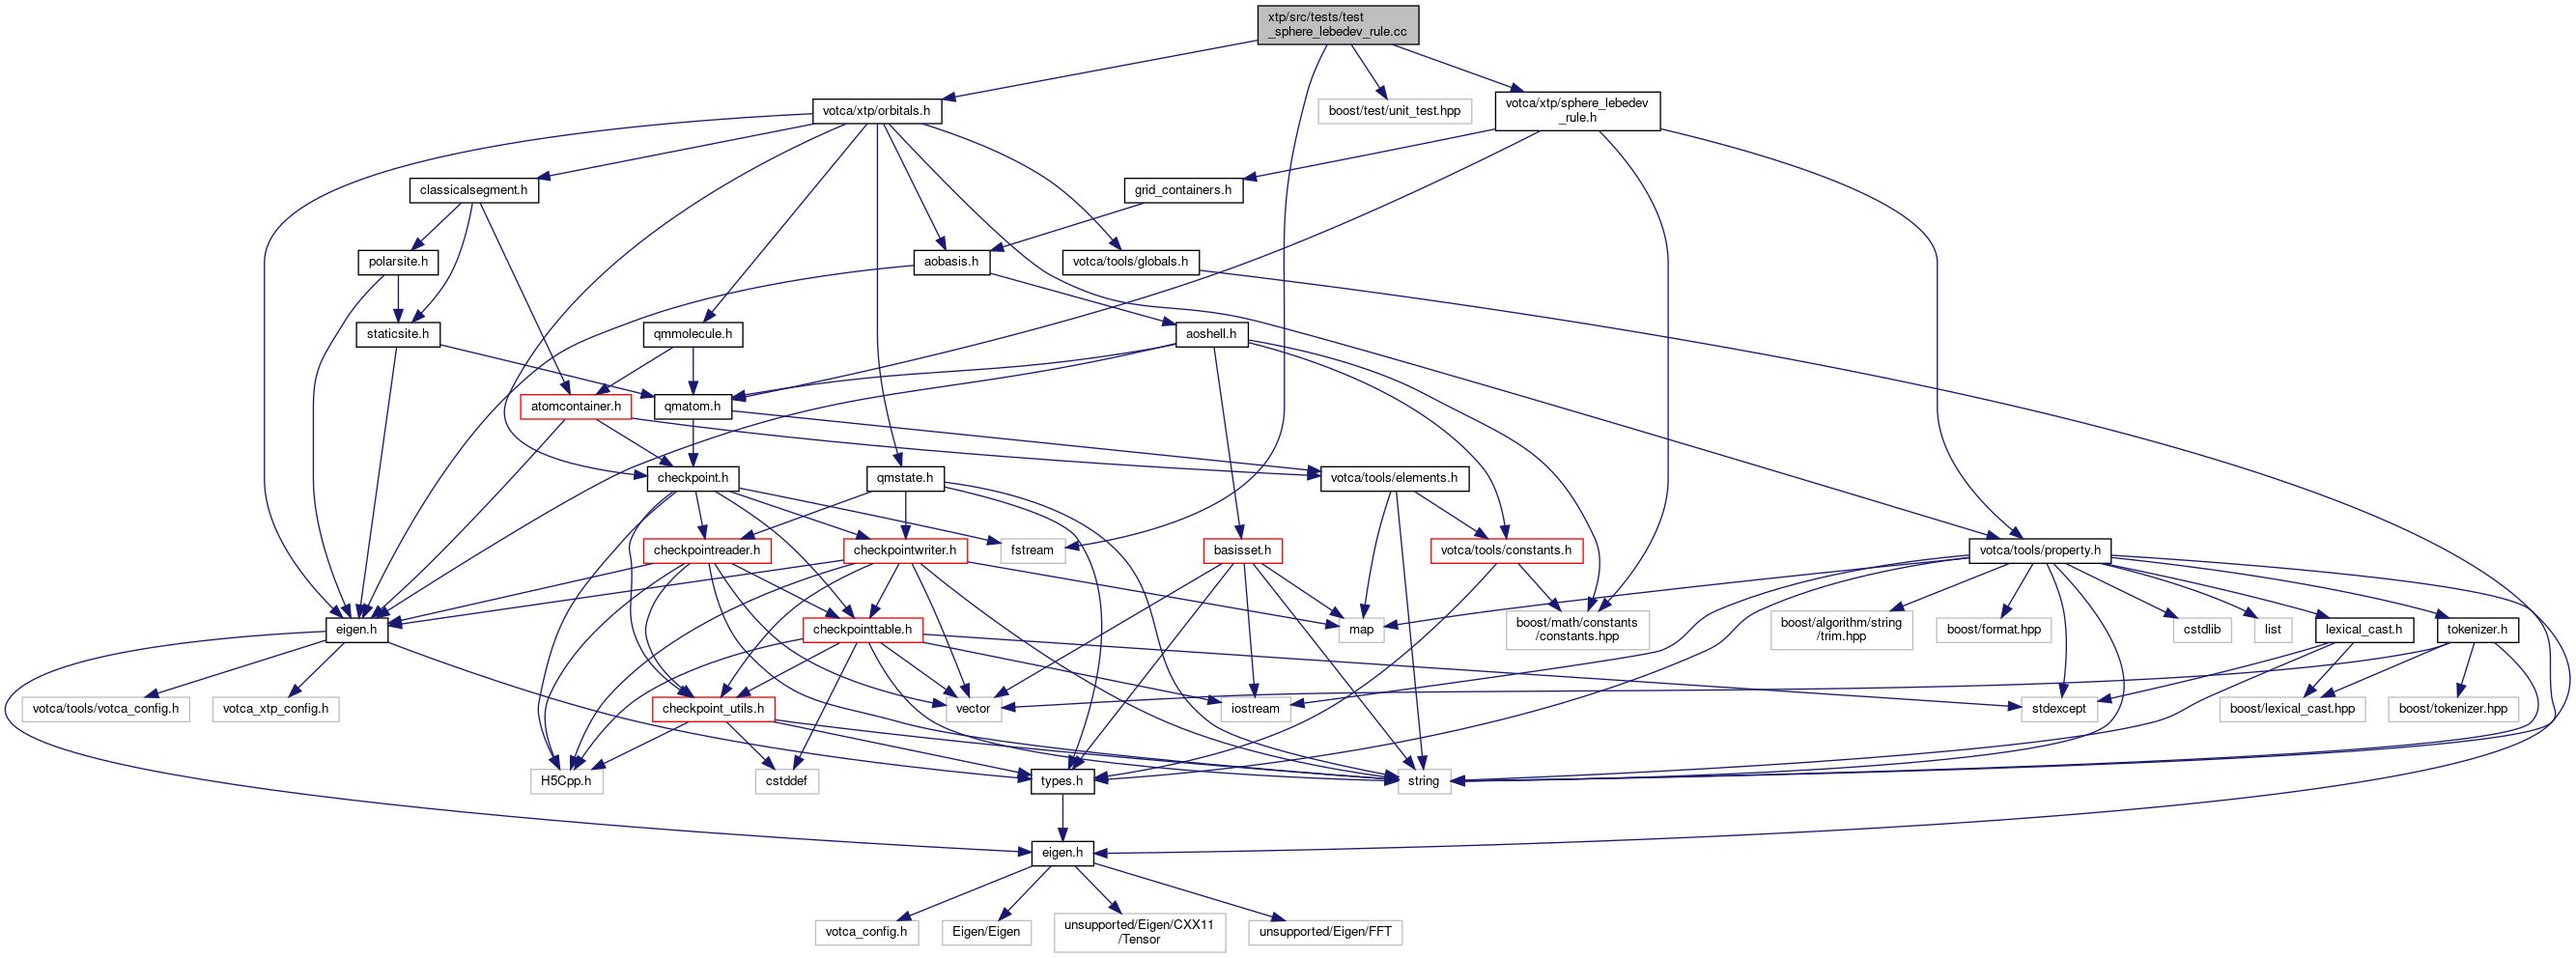 xtp/src/tests/test
_sphere_lebedev_rule.cc
votca/xtp/orbitals.h
boost/test/unit_test.hpp
votca/xtp/sphere_lebedev
_rule.h
classicalsegment.h
grid_containers.h
polarsite.h
aobasis.h
votca/tools/globals.h
staticsite.h
qmmolecule.h
aoshell.h
atomcontainer.h
qmatom.h
checkpoint.h
qmstate.h
votca/tools/elements.h
checkpointreader.h
checkpointwriter.h
fstream
basisset.h
votca/tools/constants.h
votca/tools/property.h
eigen.h
checkpointtable.h
map
boost/math/constants
/constants.hpp
boost/algorithm/string
/trim.hpp
boost/format.hpp
cstdlib
list
lexical_cast.h
tokenizer.h
votca/tools/votca_config.h
votca_xtp_config.h
checkpoint_utils.h
vector
iostream
stdexcept
boost/lexical_cast.hpp
boost/tokenizer.hpp
H5Cpp.h
cstddef
types.h
string
eigen.h
votca_config.h
Eigen/Eigen
unsupported/Eigen/CXX11
/Tensor
unsupported/Eigen/FFT